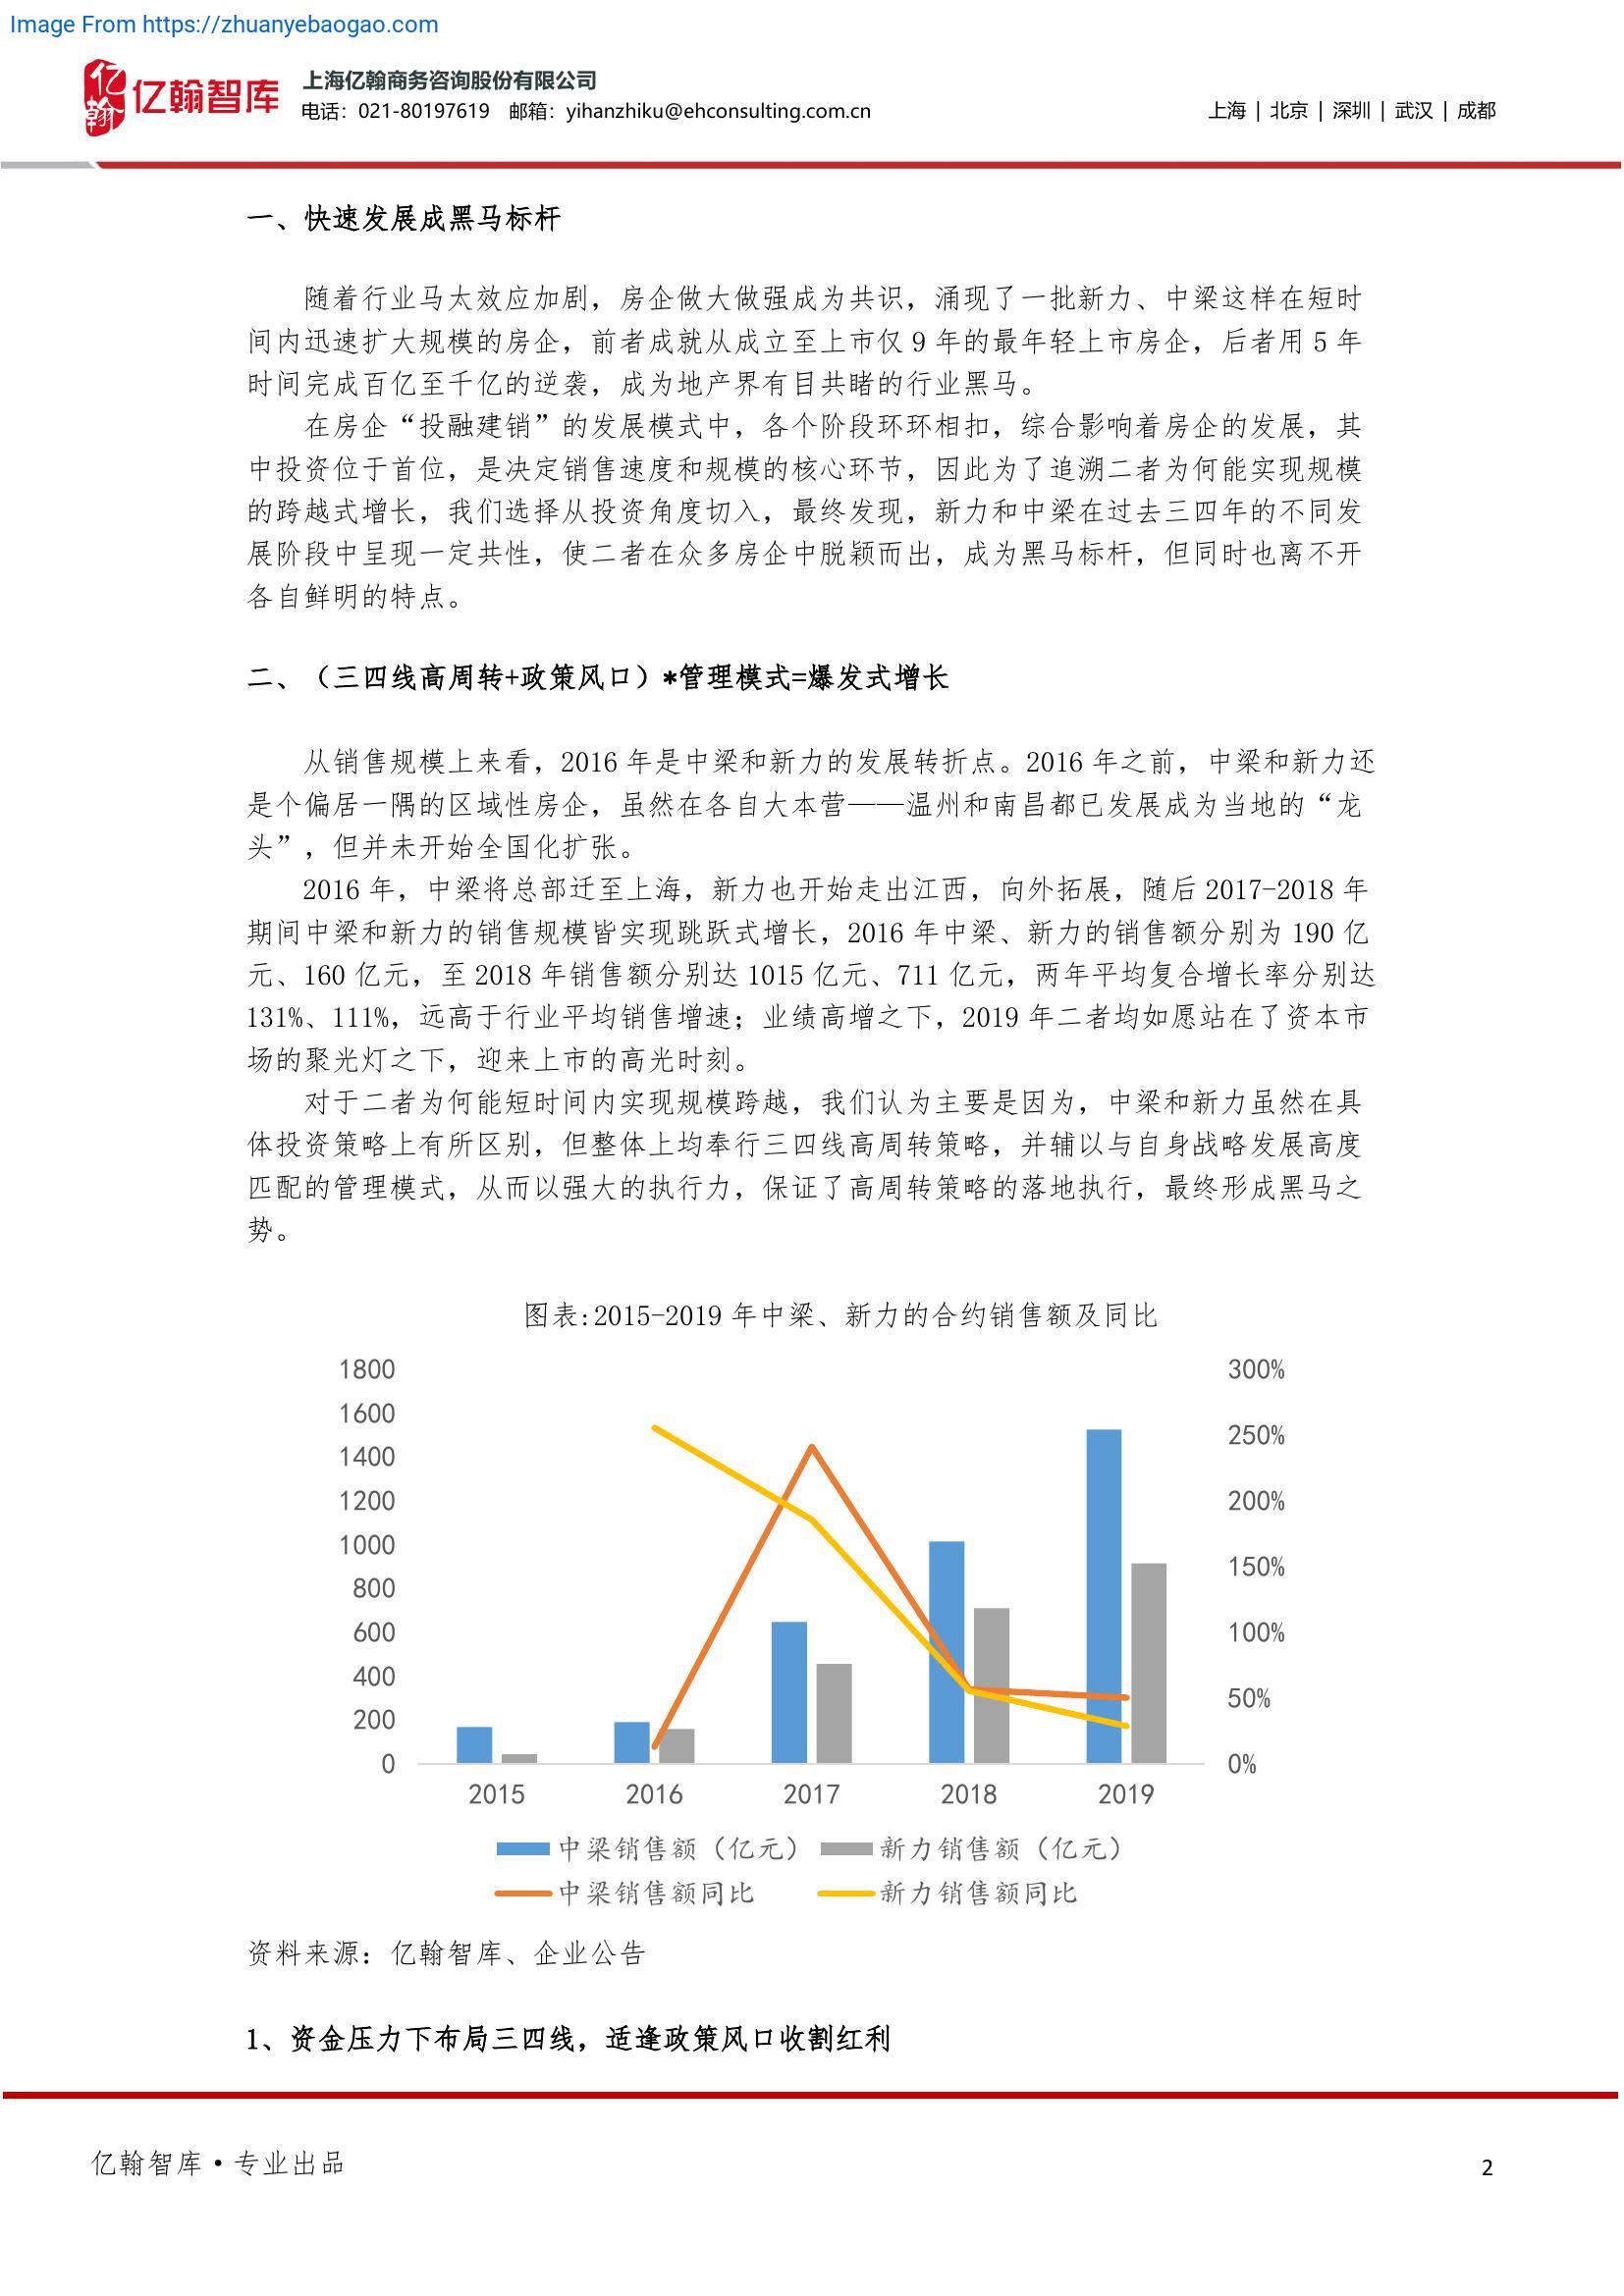 Image From https://zhuanyebaogao.com
亿翰
亿翰智库
上海亿翰商务咨询股份有限公司
电话：021-80197619 邮箱：yihanzhiku@ehconsulting.com.cn
上海 | 北京 | 深圳 | 武汉 | 成都
一、快速发展成黑马标杆
随着行业马太效应加剧，房企做大做强成为共识，涌现了一批新力、中梁这样在短时
间内迅速扩大规模的房企，前者成就从成立至上市仅 9 年的最年轻上市房企，后者用 5 年
时间完成百亿至千亿的逆袭，成为地产界有目共睹的行业黑马。
在房企“投融建销”的发展模式中，各个阶段环环相扣，综合影响着房企的发展，其
中投资位于首位，是决定销售速度和规模的核心环节，因此为了追溯二者为何能实现规模
的跨越式增长，我们选择从投资角度切入，最终发现，新力和中梁在过去三四年的不同发
展阶段中呈现一定共性，使二者在众多房企中脱颖而出，成为黑马标杆，但同时也离不开
各自鲜明的特点。
二、（三四线高周转+政策风口）*管理模式=爆发式增长
从销售规模上来看，2016 年是中梁和新力的发展转折点。2016 年之前，中梁和新力还
是个偏居一隅的区域性房企，虽然在各自大本营——温州和南昌都已发展成为当地的“龙
头”，但并未开始全国化扩张。
2016 年，中梁将总部迁至上海，新力也开始走出江西，向外拓展，随后 2017-2018 年
期间中梁和新力的销售规模皆实现跳跃式增长，2016 年中梁、新力的销售额分别为 190 亿
元、160 亿元，至 2018 年销售额分别达 1015 亿元、711 亿元，两年平均复合增长率分别达
131%、111%，远高于行业平均销售增速；业绩高增之下，2019 年二者均如愿站在了资本市
场的聚光灯之下，迎来上市的高光时刻。
对于二者为何能短时间内实现规模跨越，我们认为主要是因为，中梁和新力虽然在具
体投资策略上有所区别，但整体上均奉行三四线高周转策略，并辅以与自身战略发展高度
匹配的管理模式，从而以强大的执行力，保证了高周转策略的落地执行，最终形成黑马之
势。
图表:2015-2019 年中梁、新力的合约销售额及同比
1800
1600
1400
1200
1000
800
600
400
200
0
300%
250%
200%
150%
100%
50%
0%
2015 2016 2017 2018 2019
中梁销售额（亿元） 新力销售额（亿元）
中梁销售额同比 新力销售额同比
资料来源：亿翰智库、企业公告
1、资金压力下布局三四线，适逢政策风口收割红利
亿翰智库·专业出品
2